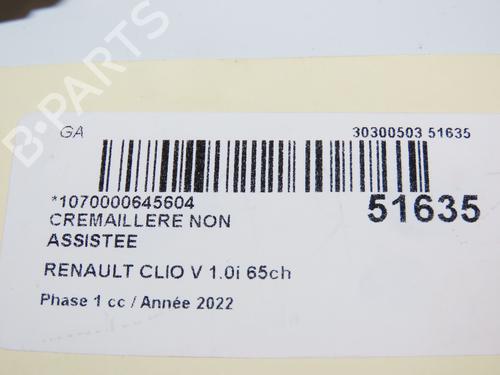 GA
30300503 51635
*1070000645604
51635
CREMAILLERE NON
ASSISTEE
RENAULT CLIO V 1.0i 65ch
Phase 1 cc / Année 2022
B-PARTS